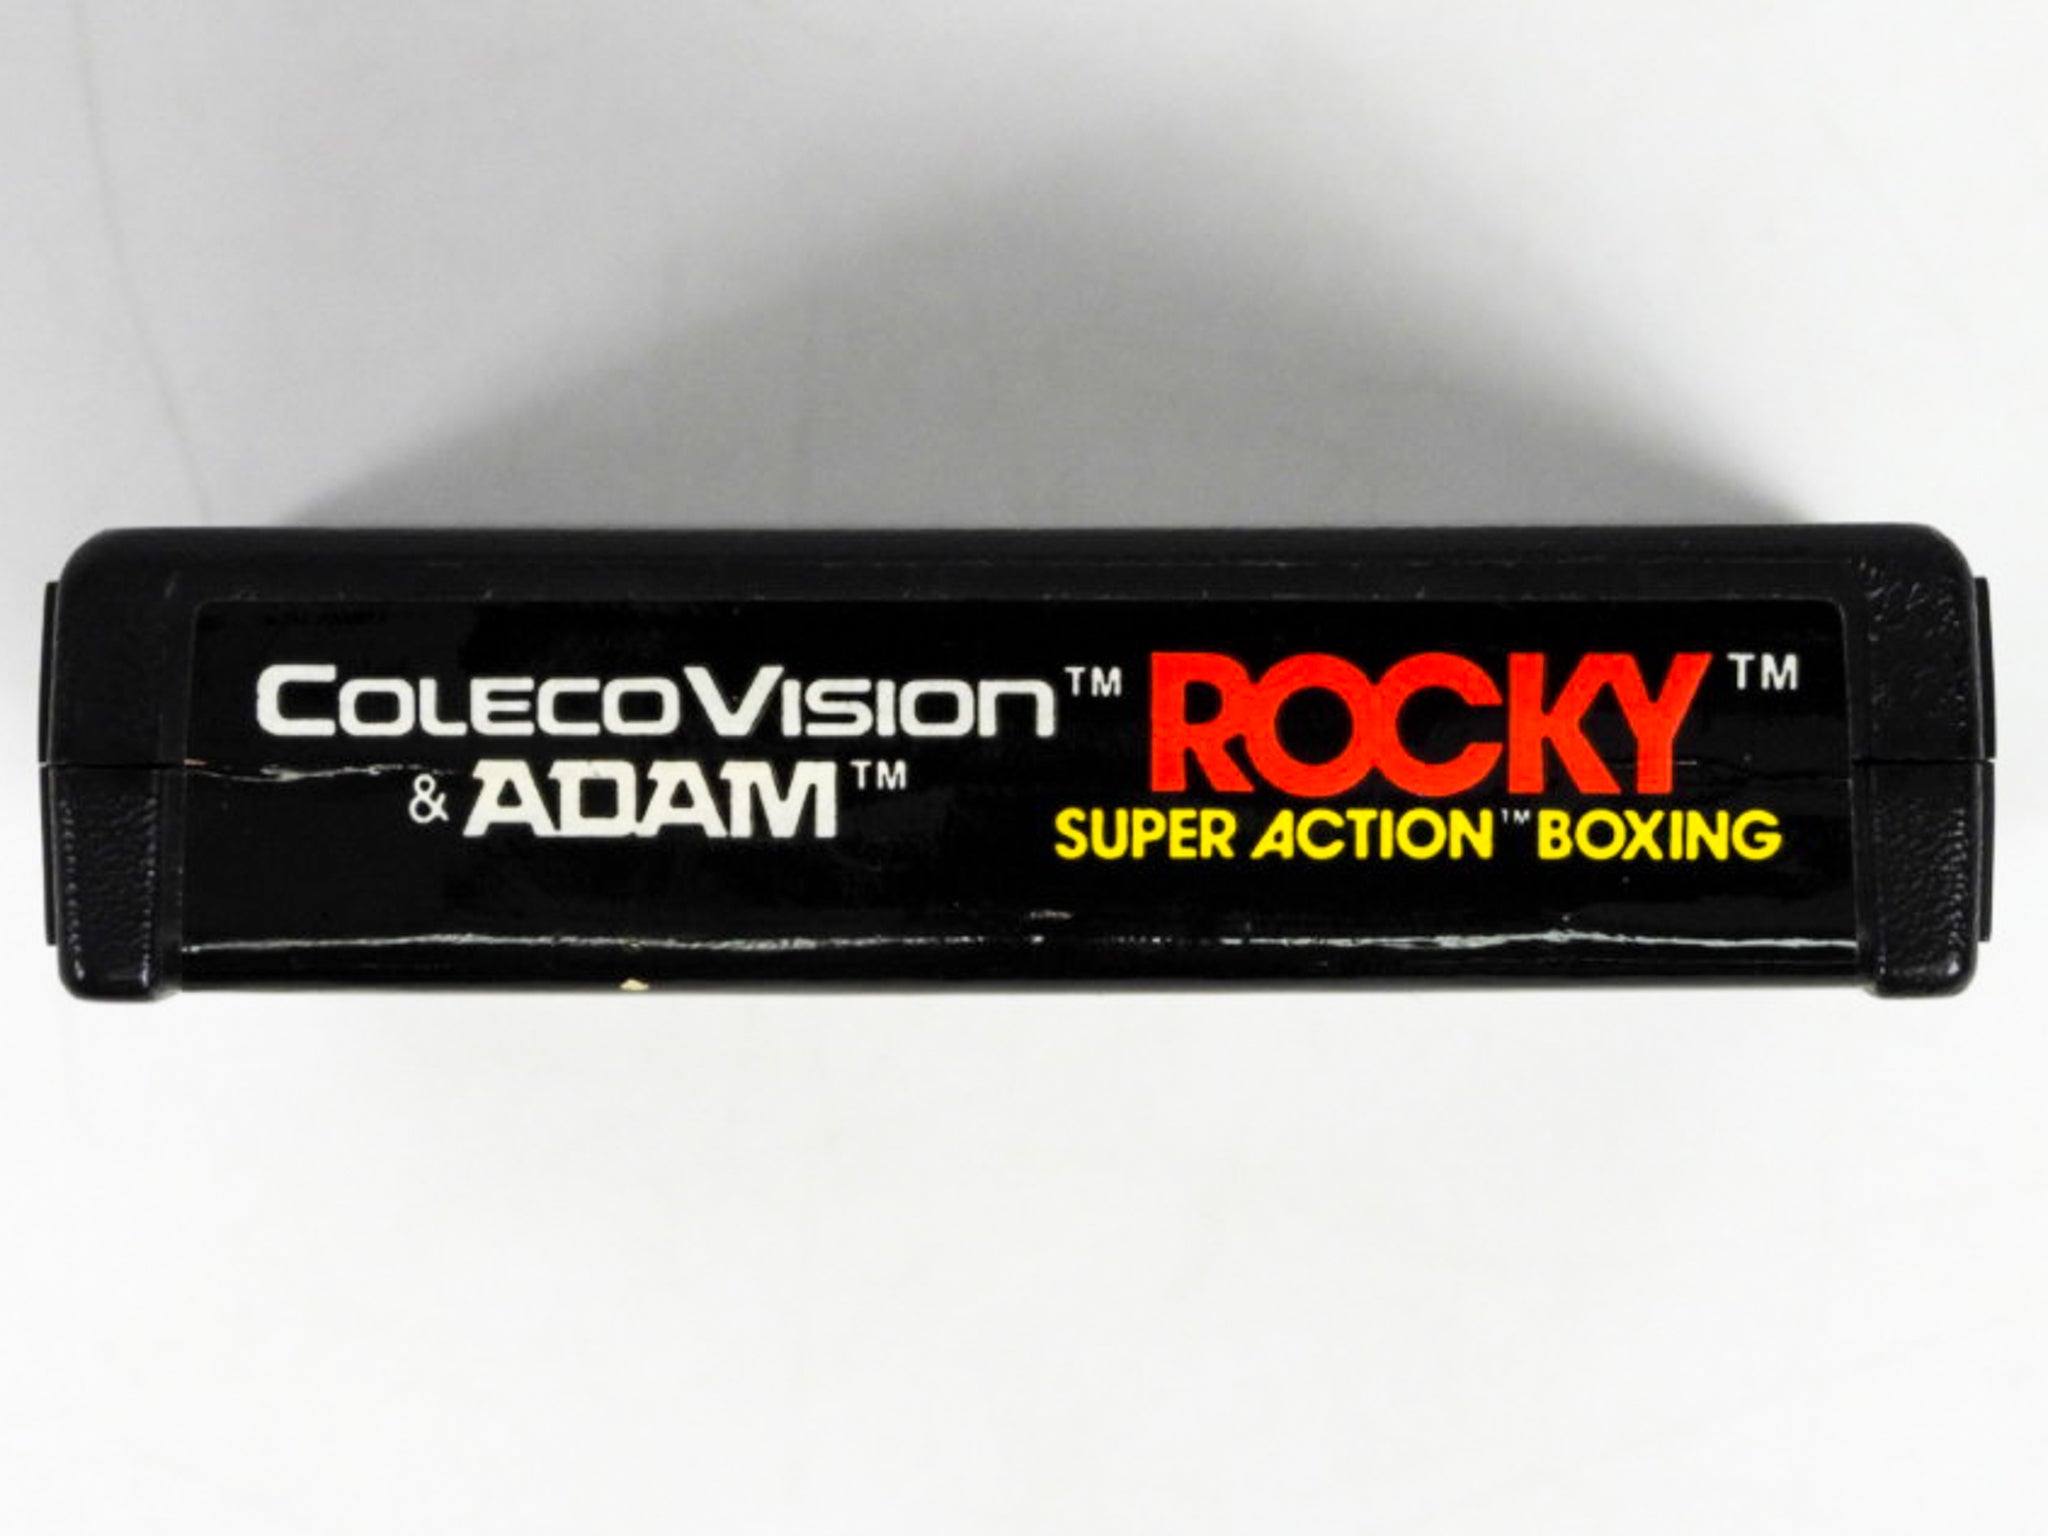 COLECOVISION™
& ADAM™
ROCKY™
SUPER ACTION™ BOXING